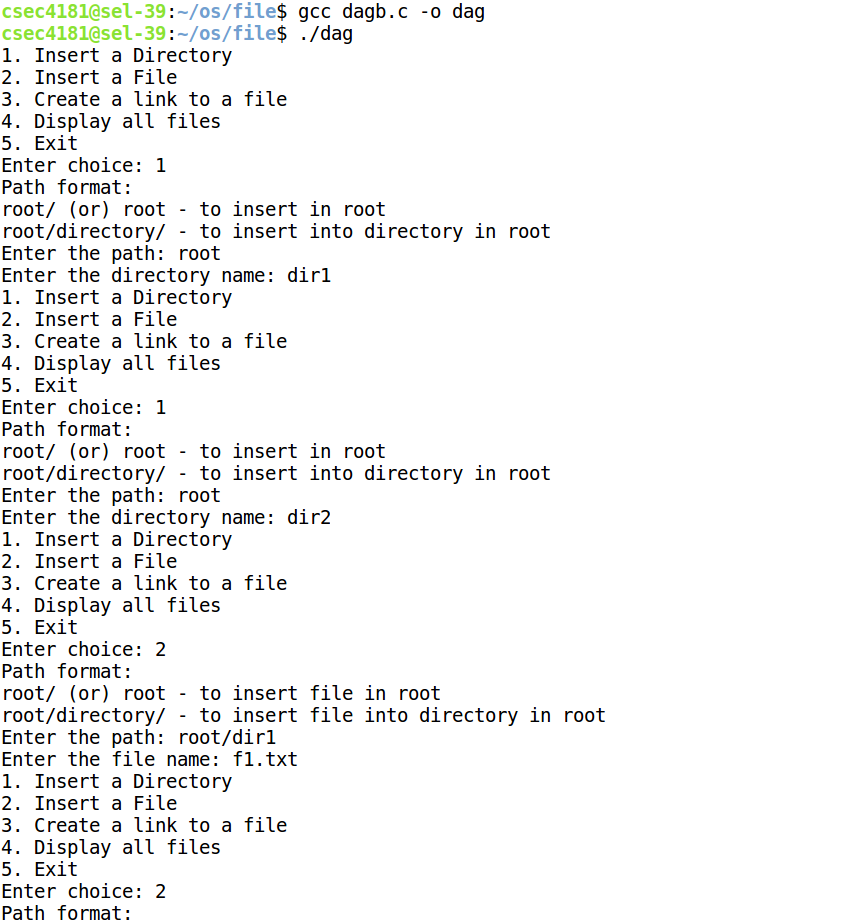 csec4181@sel-39:~/os/file$ gcc dagb.c -o dag
csec4181@sel-39:~/os/file$ ./dag
1. Insert a Directory
2. Insert a File
3. Create a link to a file
4. Display all files
5. Exit
Enter choice: 1
Path format:
root/ (or) root - to insert in root
root/directory/ - to insert into directory in root
Enter the path: root
Enter the directory name: dir1
1. Insert a Directory
2. Insert a File
3. Create a link to a file
4. Display all files
5. Exit
Enter choice: 1
Path format:
root/ (or) root - to insert in root
root/directory/ - to insert into directory in root
Enter the path: root
Enter the directory name: dir2
1. Insert a Directory
2. Insert a File
3. Create a link to a file
4. Display all files
5. Exit
Enter choice: 2
Path format:
root/ (or) root - to insert file in root
root/directory/ - to insert file into directory in root
Enter the path: root/dir1
Enter the file name: f1.txt
1. Insert a Directory
2. Insert a File
3. Create a link to a file
4. Display all files
5. Exit
Enter choice: 2
Path format: